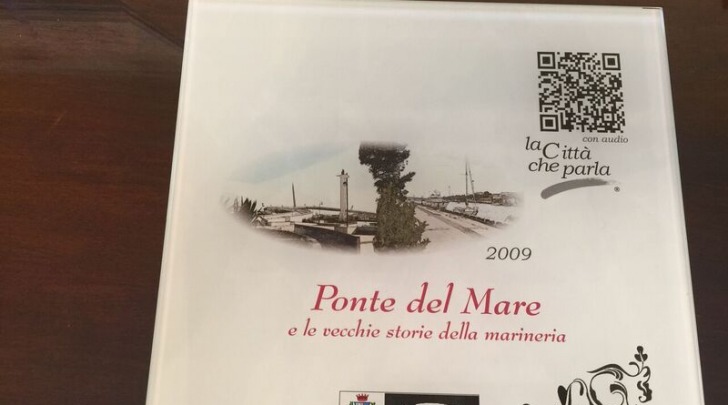 con audio
la Città
che parla
2009
Ponte del Mare
e le vecchie storie della marineria